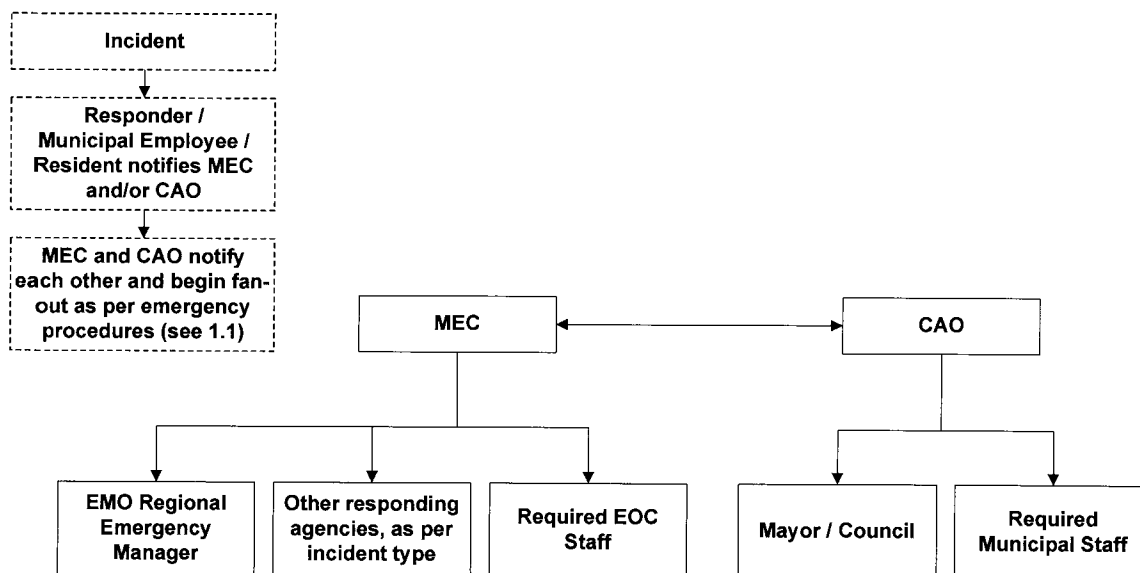 Incident
Responder /
Municipal Employee /
Resident notifies MEC
and/or CAO
MEC and CAO notify
each other and begin fan-
out as per emergency
procedures (see 1.1)
MEC
CAO
EMO Regional
Emergency
Manager
Other responding
agencies, as per
incident type
Required EOC
Staff
Mayor / Council
Required
Municipal Staff